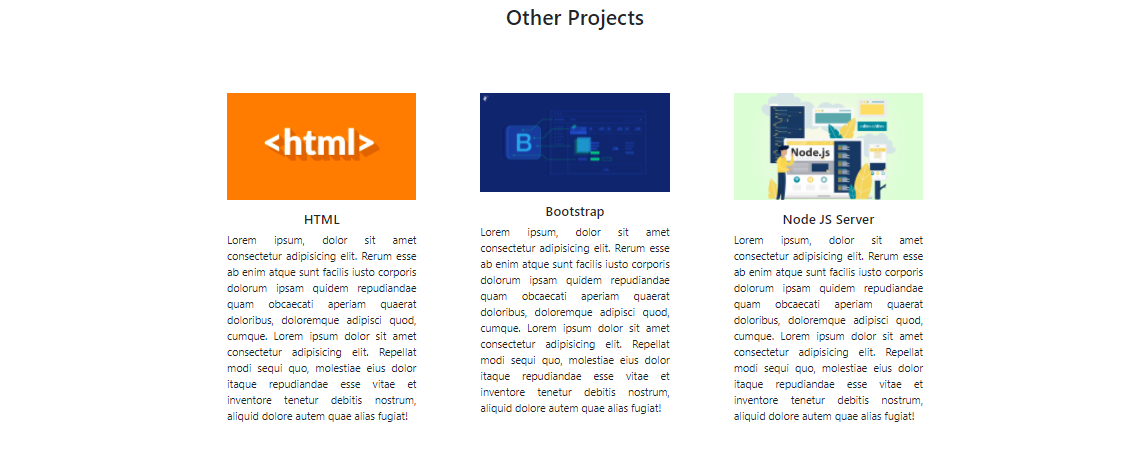 Other Projects
<html>
HTML
Lorem ipsum, dolor sit amet
consectetur adipisicing elit. Rerum esse
ab enim atque sunt facilis iusto corporis
dolorum ipsam quidem repudiandae
quam obcaecati aperiam quaerat
doloribus, doloremque adipisci quod,
cumque. Lorem ipsum dolor sit amet
consectetur adipisicing elit. Repellat
modi sequi quo, molestiae eius dolor
itaque repudiandae esse vitae et
inventore tenetur debitis nostrum,
aliquid dolore autem quae alias fugiat!
B
Bootstrap
Lorem ipsum, dolor sit amet
consectetur adipisicing elit. Rerum esse
ab enim atque sunt facilis iusto corporis
dolorum ipsam quidem repudiandae
quam obcaecati aperiam quaerat
doloribus, doloremque adipisci quod,
cumque. Lorem ipsum dolor sit amet
consectetur adipisicing elit. Repellat
modi sequi quo, molestiae eius dolor
itaque repudiandae esse vitae et
inventore tenetur debitis nostrum,
aliquid dolore autem quae alias fugiat!
Node.js
Node JS Server
Lorem ipsum, dolor sit amet
consectetur adipisicing elit. Rerum esse
ab enim atque sunt facilis iusto corporis
dolorum ipsam quidem repudiandae
quam obcaecati aperiam quaerat
doloribus, doloremque adipisci quod,
cumque. Lorem ipsum dolor sit amet
consectetur adipisicing elit. Repellat
modi sequi quo, molestiae eius dolor
itaque repudiandae esse vitae et
inventore tenetur debitis nostrum,
aliquid dolore autem quae alias fugiat!